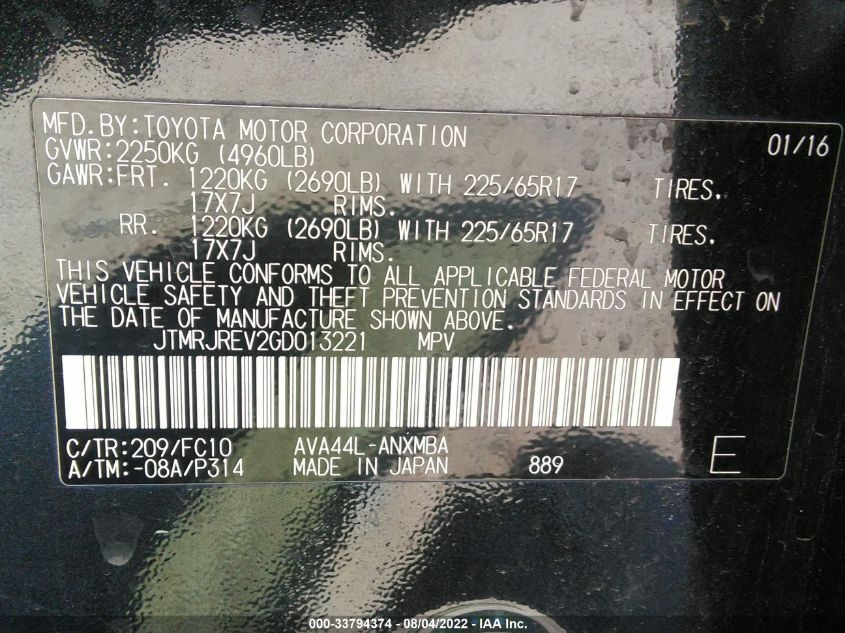 MFD.BY:TOYOTA MOTOR CORPORATION 01/16
GVWR:2250KG (4960LB)
GAWR:FRT. 1220KG (2690LB) WITH 225/65R17 TIRES.
17X7J RIMS.
RR. 1220KG (2690LB) WITH 225/65R17 TIRES.
17X7J RIMS.
THIS VEHICLE CONFORMS TO ALL APPLICABLE FEDERAL MOTOR
VEHICLE SAFETY AND THEFT PREVENTION STANDARDS IN EFFECT ON
THE DATE OF MANUFACTURE SHOWN ABOVE.
JTMRJREV2GD013221 MPV
C/TR:209/FC10 AVA44L-ANXMBA
A/TM:-08A/P314 MADE IN JAPAN 889 E
000-33794374 - 08/04/2022 - IAA Inc.